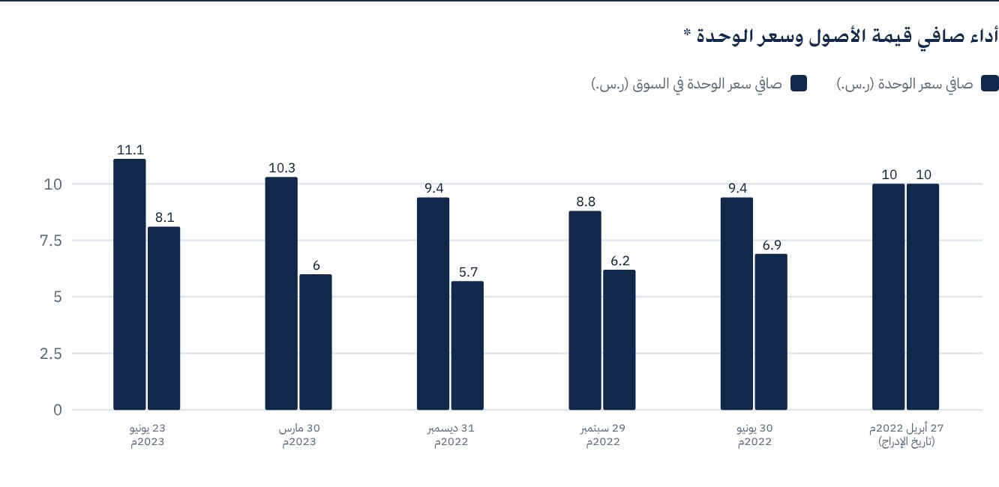 أداء صافي قيمة الأصول وسعر الوحدة *
صافي سعر الوحدة (ر.س.)
صافي سعر الوحدة في السوق (ر.س.)
11.1
8.1
10.3
6
9.4
5.7
8.8
6.2
9.4
6.9
10
10
10
7.5
5
2.5
0
23 يونيو
2023م
30 مارس
2023م
31 ديسمبر
2022م
29 سبتمبر
2022م
30 يونيو
2022م
27 أبريل 2022م
(تاريخ الإدراج)